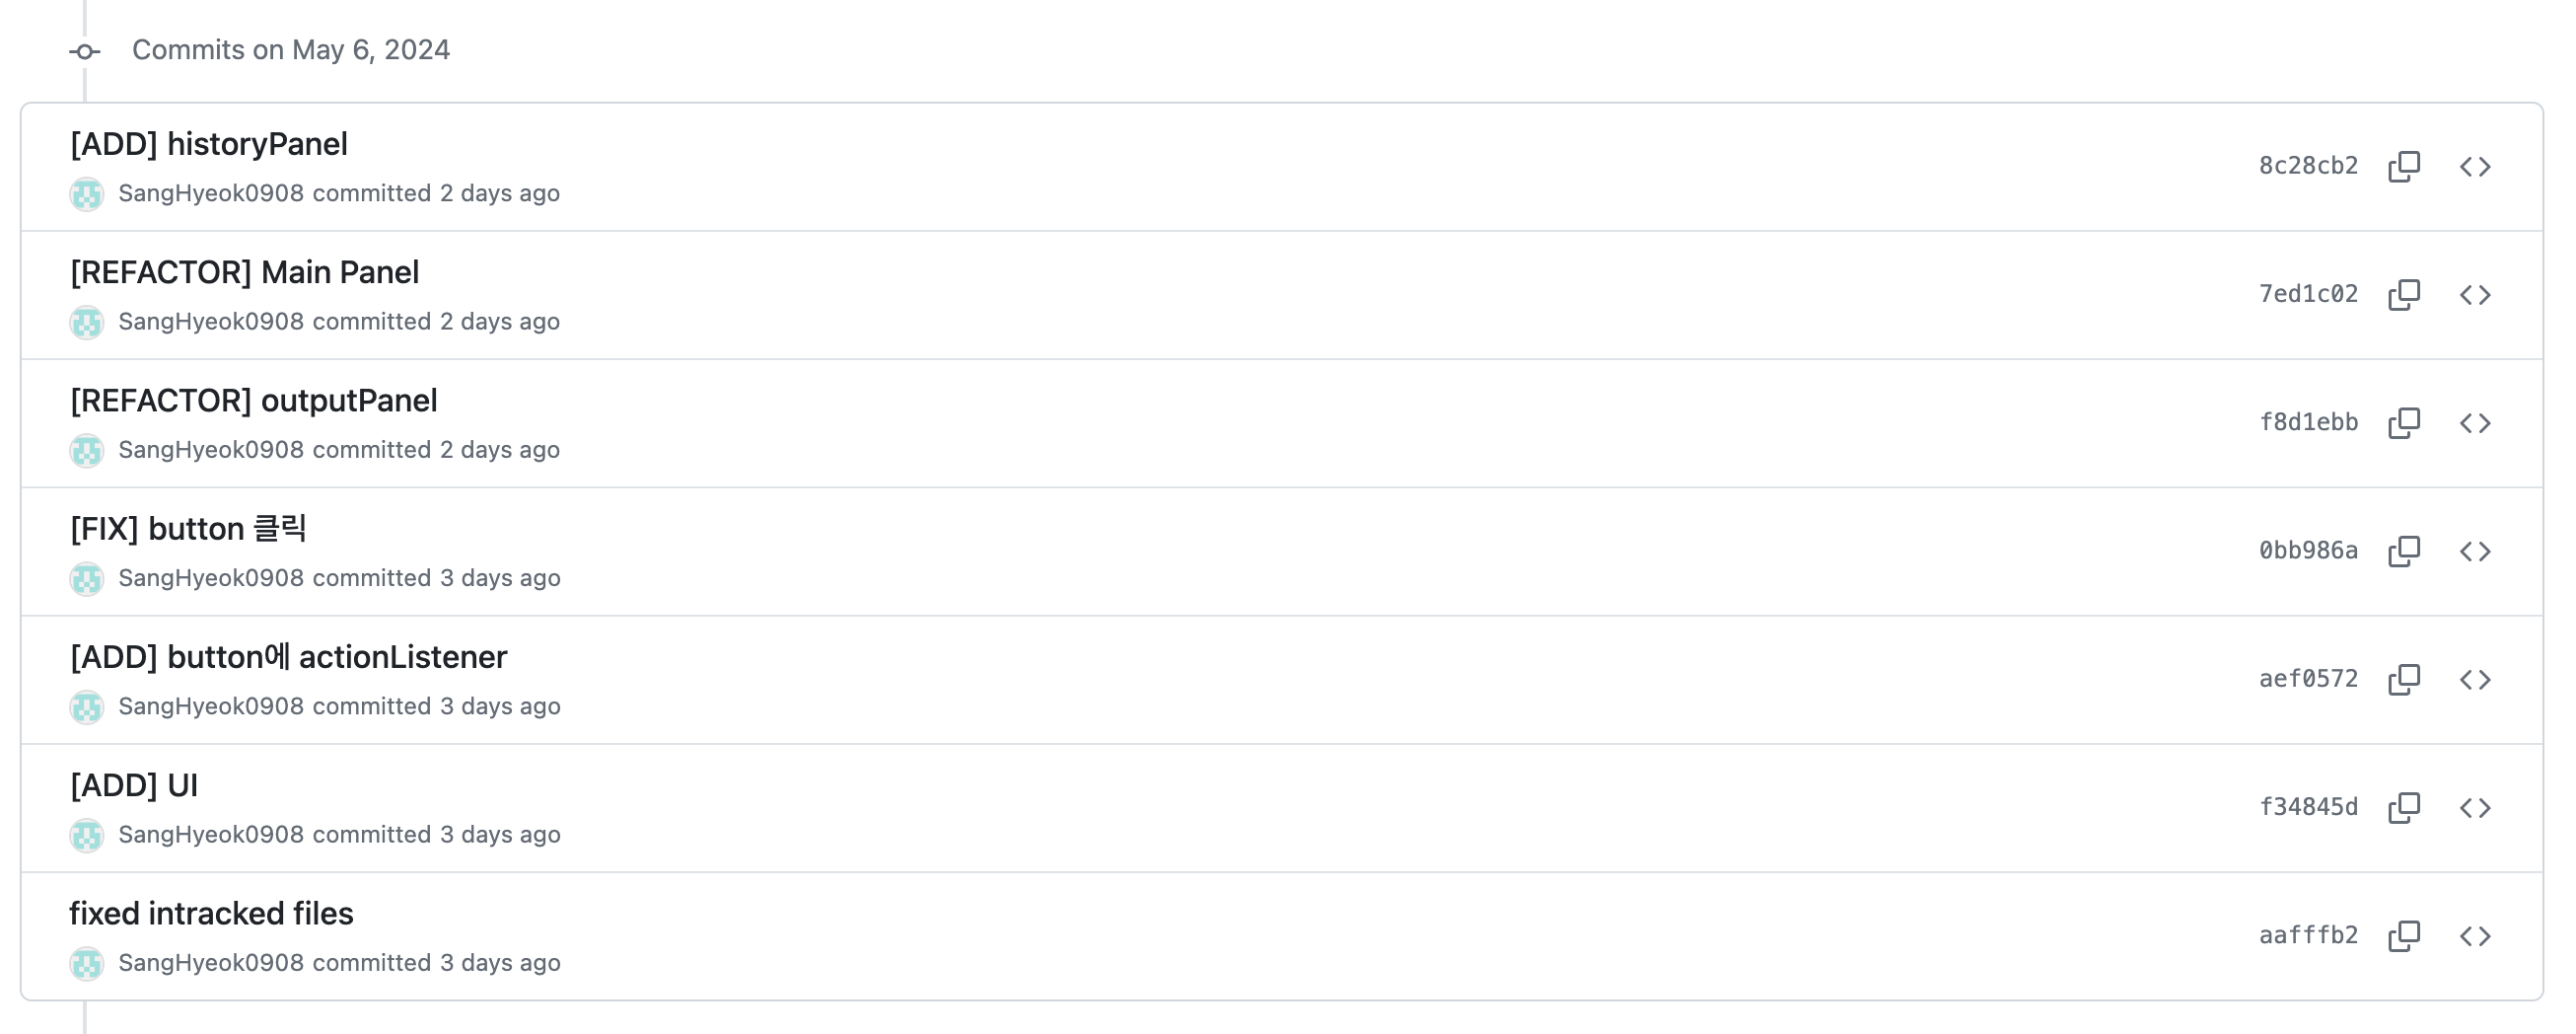 Commits on May 6, 2024
[ADD] historyPanel
SangHyeok0908 committed 2 days ago
8c28cb2
[REFACTOR] Main Panel
SangHyeok0908 committed 2 days ago
7ed1c02
[REFACTOR] outputPanel
SangHyeok0908 committed 2 days ago
f8d1ebb
[FIX] button 클릭
SangHyeok0908 committed 3 days ago
0bb986a
[ADD] button에 actionListener
SangHyeok0908 committed 3 days ago
aef0572
[ADD] UI
SangHyeok0908 committed 3 days ago
f34845d
fixed intracked files
SangHyeok0908 committed 3 days ago
aafffb2